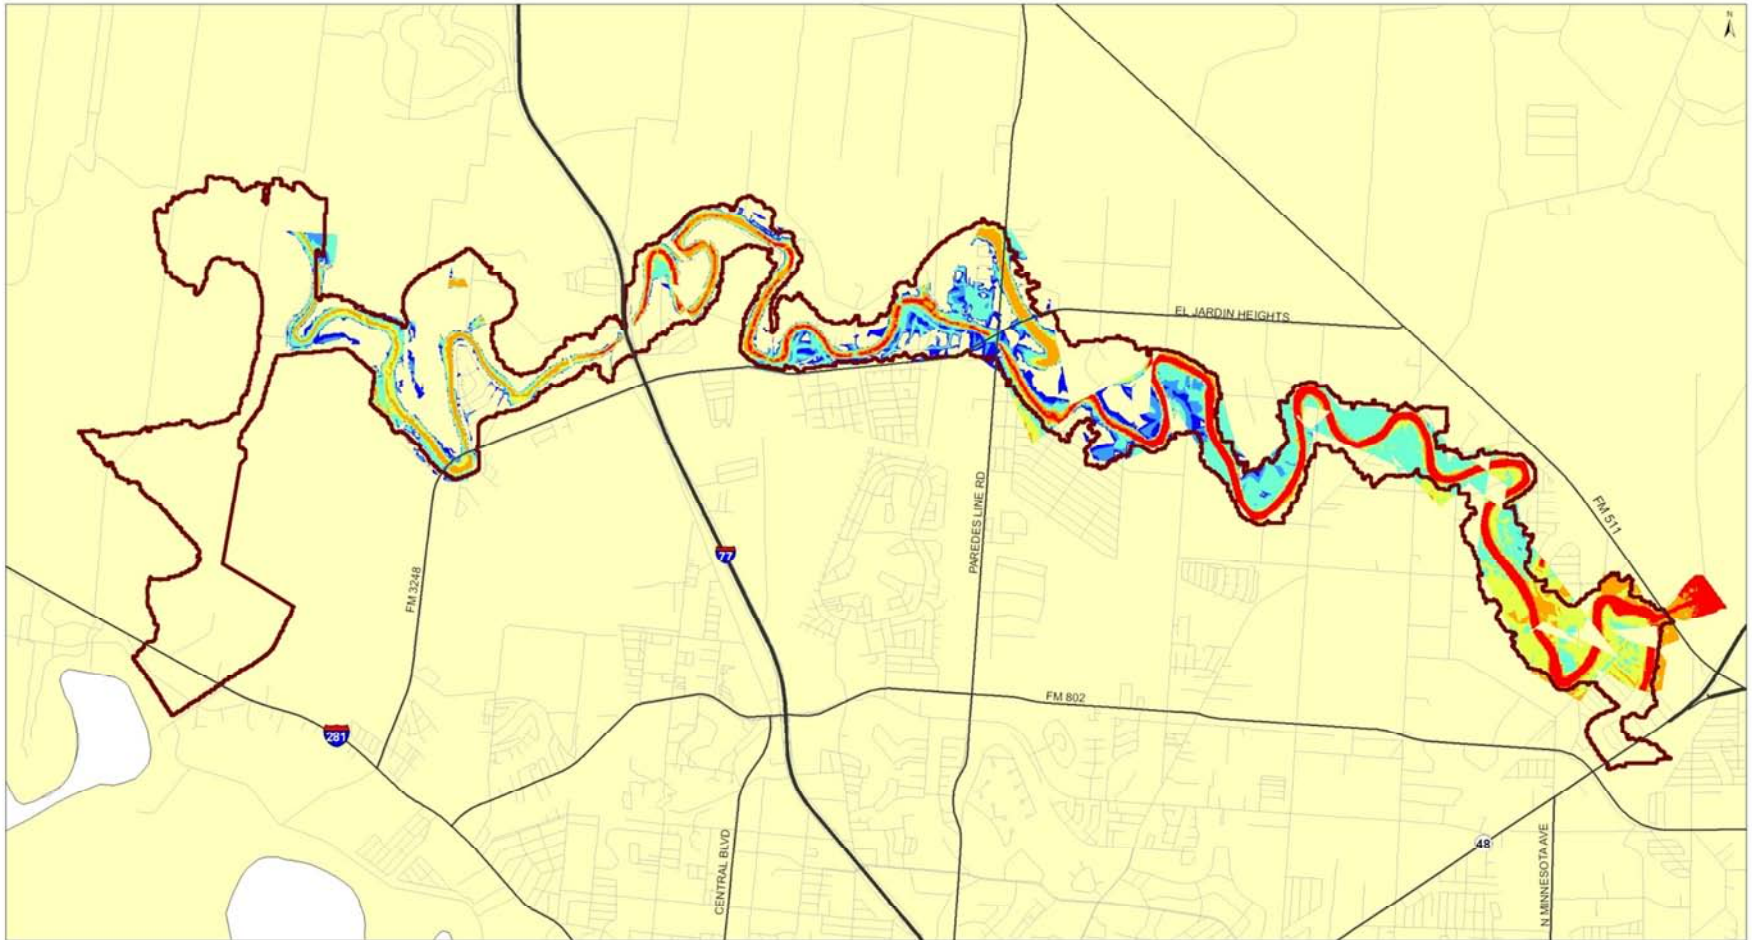 N
EL JARDIN HEIGHTS
PAREDES LINE RD
FM 511
77
FM 3248
FM 802
281
CENTRAL BLVD
48
N MINNESOTA AVE